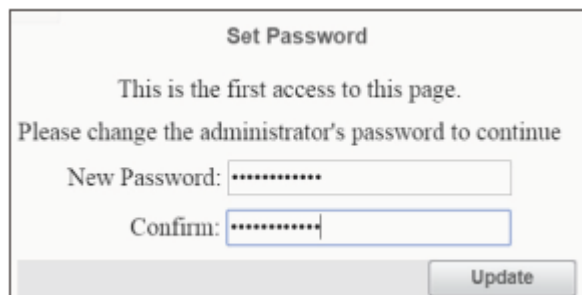 Set Password
This is the first access to this page.
Please change the administrator's password to continue
New Password: ••••••••••••
Confirm: ••••••••••••
Update